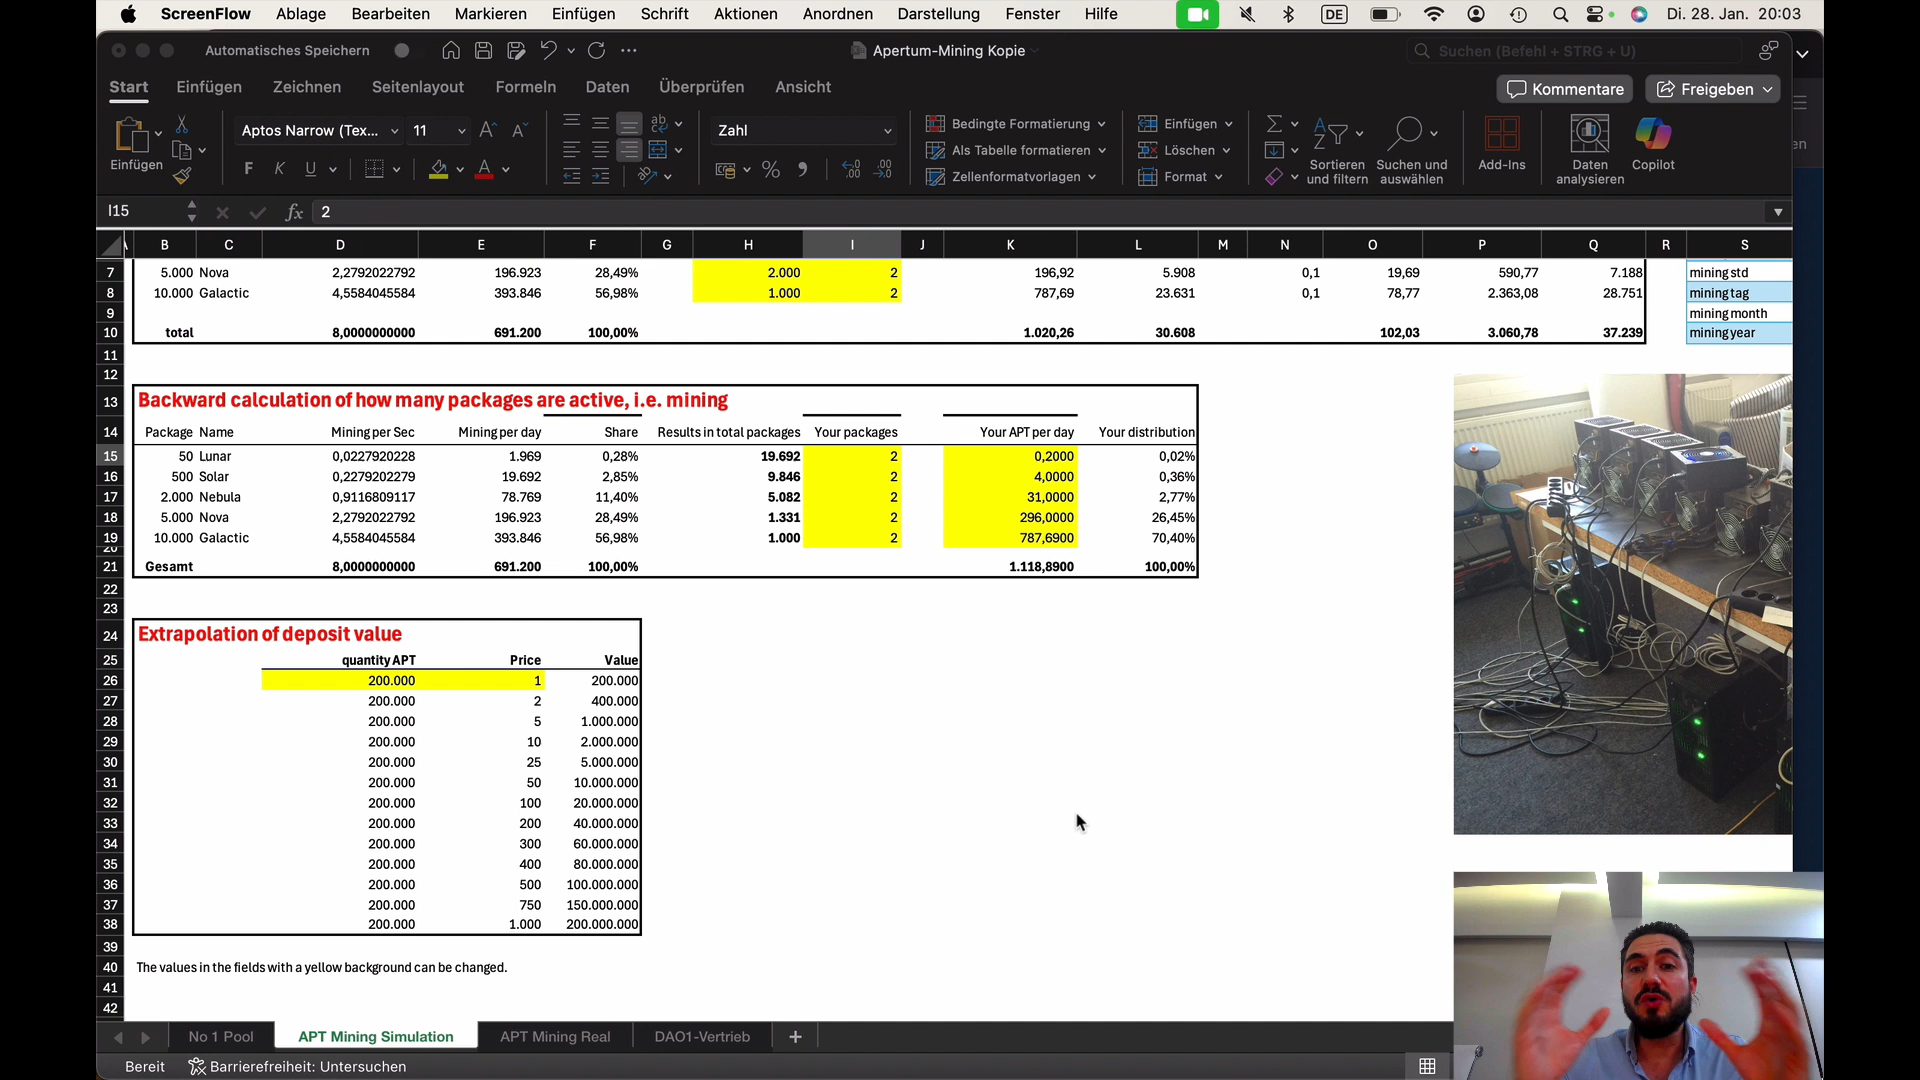 ScreenFlow Ablage Bearbeiten Markieren Einfügen Schrift Aktionen Anordnen Darstellung Fenster Hilfe DE Di. 28. Jan. 20:03
Automatisches Speichern Apertum-Mining Kopie Suchen (Befehl + STRG + U)
Start Einfügen Zeichnen Seitenlayout Formeln Daten Überprüfen Ansicht Kommentare Freigeben
Aptos Narrow (Tex... 11 Zahl Bedingte Formatierung Einfügen
Einfügen Als Tabelle formatieren Löschen Sortieren und filtern Suchen und auswählen Add-Ins Daten analysieren Copilot
F K U Zellenformatvorlagen Format
I15 fx 2
B C D E F G H I J K L M N O P Q R S
7 5.000 Nova 2,2792022792 196.923 28,49% 2.000 2 196,92 5.908 0,1 19,69 590,77 7.188 mining std
8 10.000 Galactic 4,5584045584 393.846 56,98% 1.000 2 787,69 23.631 0,1 78,77 2.363,08 28.751 mining tag
9 mining month
10 total 8,0000000000 691.200 100,00% 1.020,26 30.608 102,03 3.060,78 37.239 mining year
11
12
13 Backward calculation of how many packages are active, i.e. mining
14 Package Name Mining per Sec Mining per day Share Results in total packages Your packages Your APT per day Your distribution
15 50 Lunar 0,0227920228 1.969 0,28% 19.692 2 0,2000 0,02%
16 500 Solar 0,2279202279 19.692 2,85% 9.846 2 4,0000 0,36%
17 2.000 Nebula 0,9116809117 78.769 11,40% 5.082 2 31,0000 2,77%
18 5.000 Nova 2,2792022792 196.923 28,49% 1.331 2 296,0000 26,45%
19 10.000 Galactic 4,5584045584 393.846 56,98% 1.000 2 787,6900 70,40%
20
21 Gesamt 8,0000000000 691.200 100,00% 1.118,8900 100,00%
22
23
24 Extrapolation of deposit value
25 quantity APT Price Value
26 200.000 1 200.000
27 200.000 2 400.000
28 200.000 5 1.000.000
29 200.000 10 2.000.000
30 200.000 25 5.000.000
31 200.000 50 10.000.000
32 200.000 100 20.000.000
33 200.000 200 40.000.000
34 200.000 300 60.000.000
35 200.000 400 80.000.000
36 200.000 500 100.000.000
37 200.000 750 150.000.000
38 200.000 1.000 200.000.000
39
40 The values in the fields with a yellow background can be changed.
41
42
No 1 Pool APT Mining Simulation APT Mining Real DAO1-Vertrieb +
Bereit Barrierefreiheit: Untersuchen